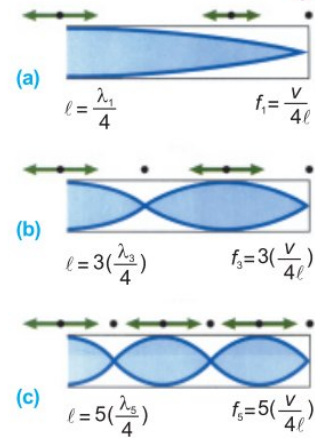 (a)
ℓ = λ₁/4 f₁ = v/4ℓ
(b)
ℓ = 3(λ₃/4) f₃ = 3(v/4ℓ)
(c)
ℓ = 5(λ₅/4) f₅ = 5(v/4ℓ)